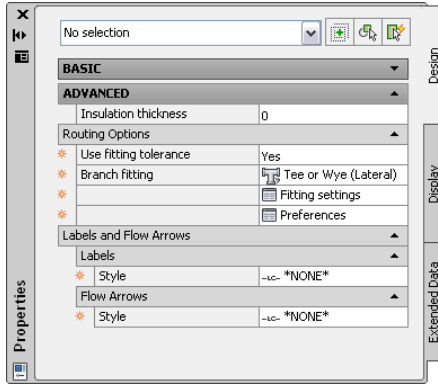 No selection
BASIC
ADVANCED
Insulation thickness 0
Routing Options
Use fitting tolerance Yes
Branch fitting Tee or Wye (Lateral)
Fitting settings
Preferences
Labels and Flow Arrows
Labels
Style -LC- *NONE*
Flow Arrows
Style -LC- *NONE*
Properties
Design
Display
Extended Data